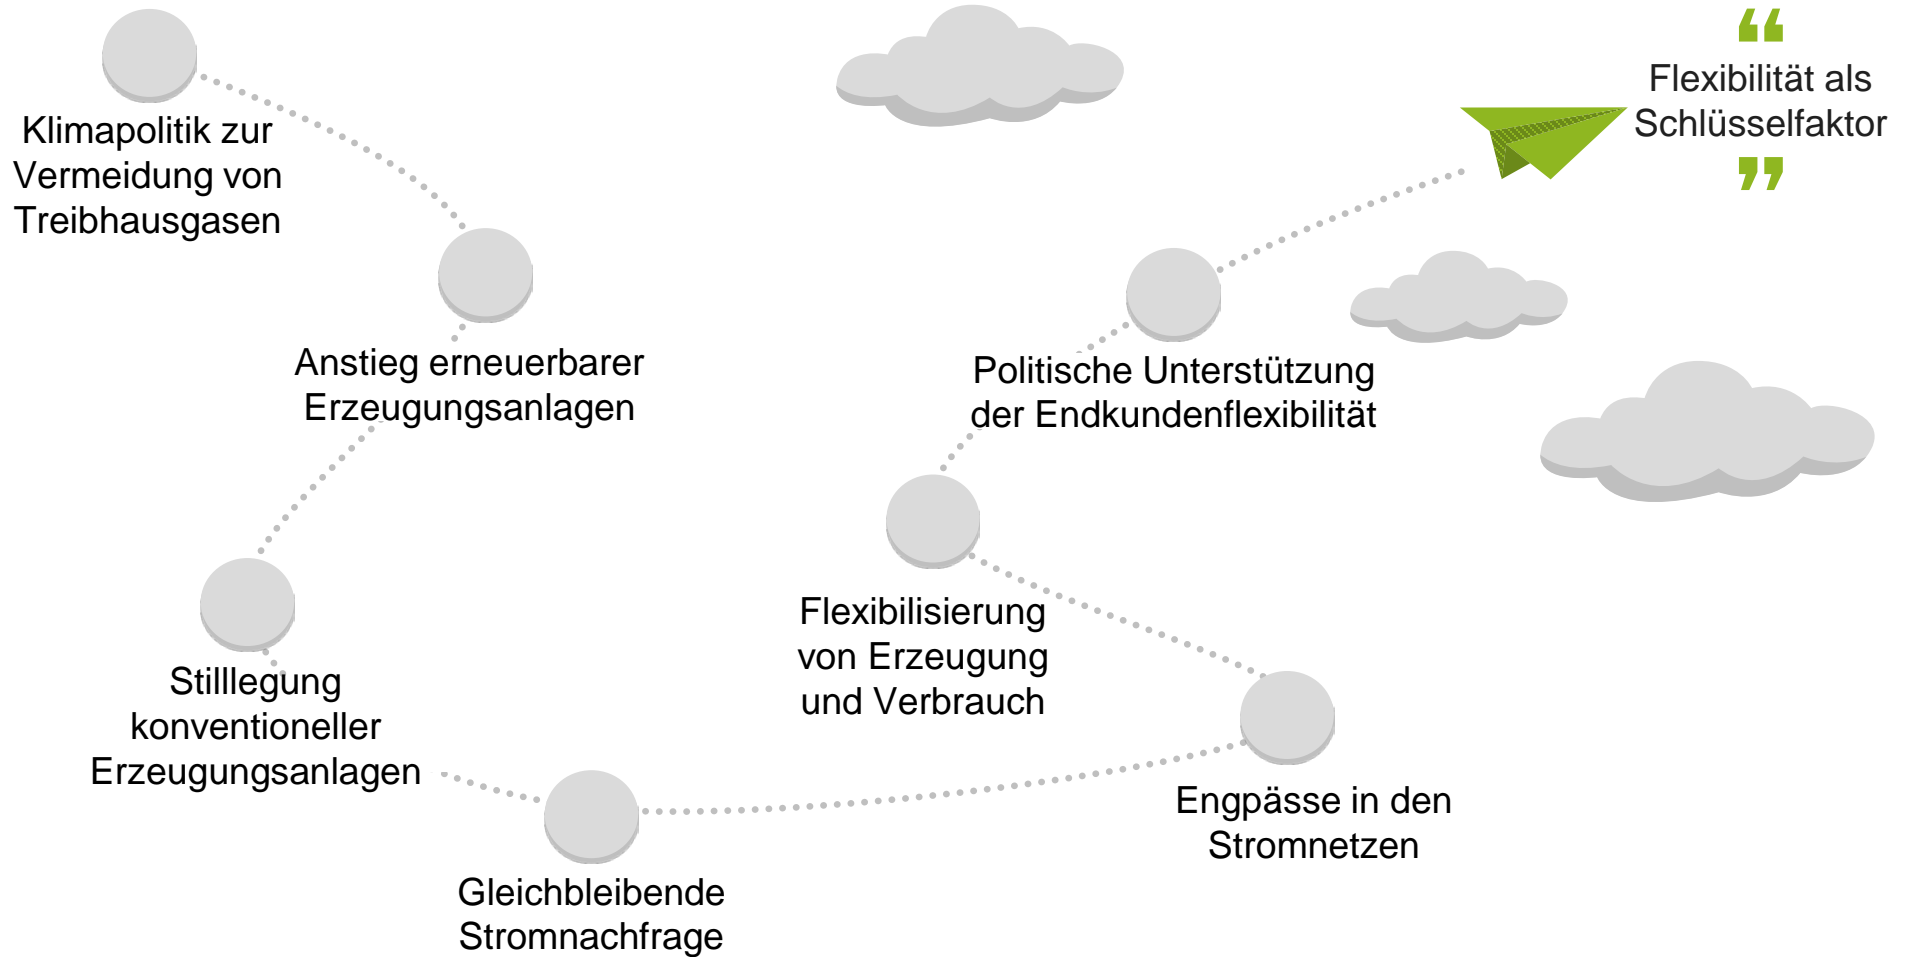 Klimapolitik zur
Vermeidung von
Treibhausgasen
Anstieg erneuerbarer
Erzeugungsanlagen
Stilllegung
konventioneller
Erzeugungsanlagen
Gleichbleibende
Stromnachfrage
Engpässe in den
Stromnetzen
Flexibilisierung
von Erzeugung
und Verbrauch
Politische Unterstützung
der Endkundenflexibilität
“
Flexibilität als
Schlüsselfaktor
”